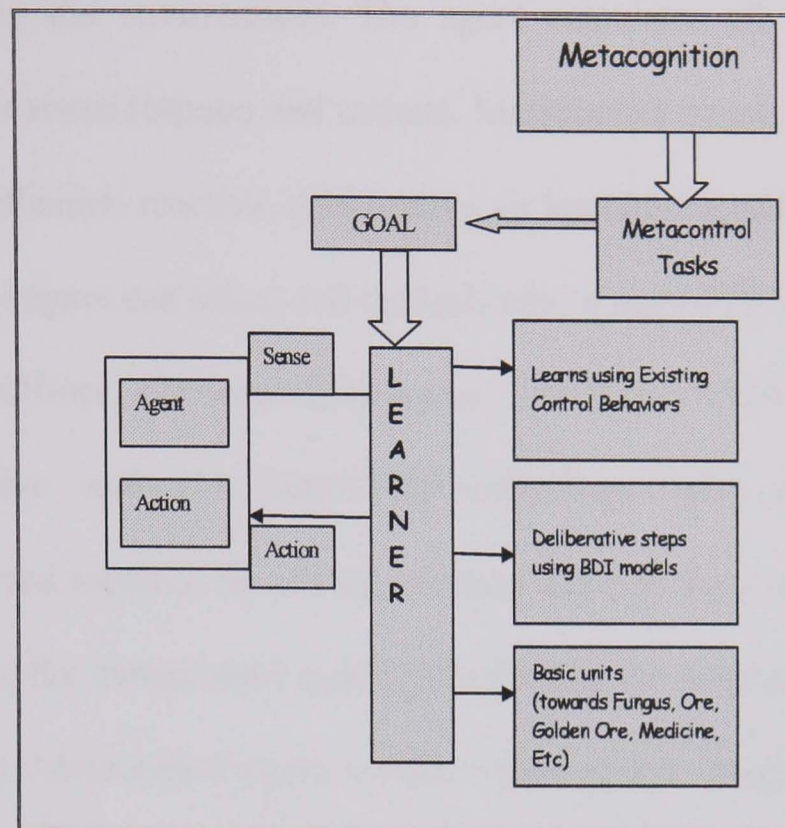 Metacognition
GOAL
Metacontrol
Tasks
Sense
Agent
Action
Action
LEARNER
Learns using Existing
Control Behaviors
Deliberative steps
using BDI models
Basic units
(towards Fungus, Ore,
Golden Ore, Medicine,
Etc)